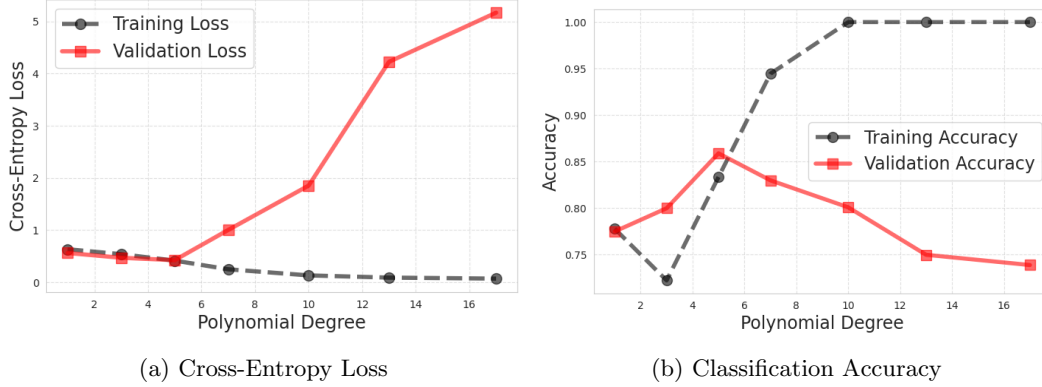 5
4
3
2
1
0
Cross-Entropy Loss
Training Loss
Validation Loss
2 4 6 8 10 12 14 16
Polynomial Degree
(a) Cross-Entropy Loss
1.00
0.95
0.90
0.85
0.80
0.75
Accuracy
Training Accuracy
Validation Accuracy
2 4 6 8 10 12 14 16
Polynomial Degree
(b) Classification Accuracy